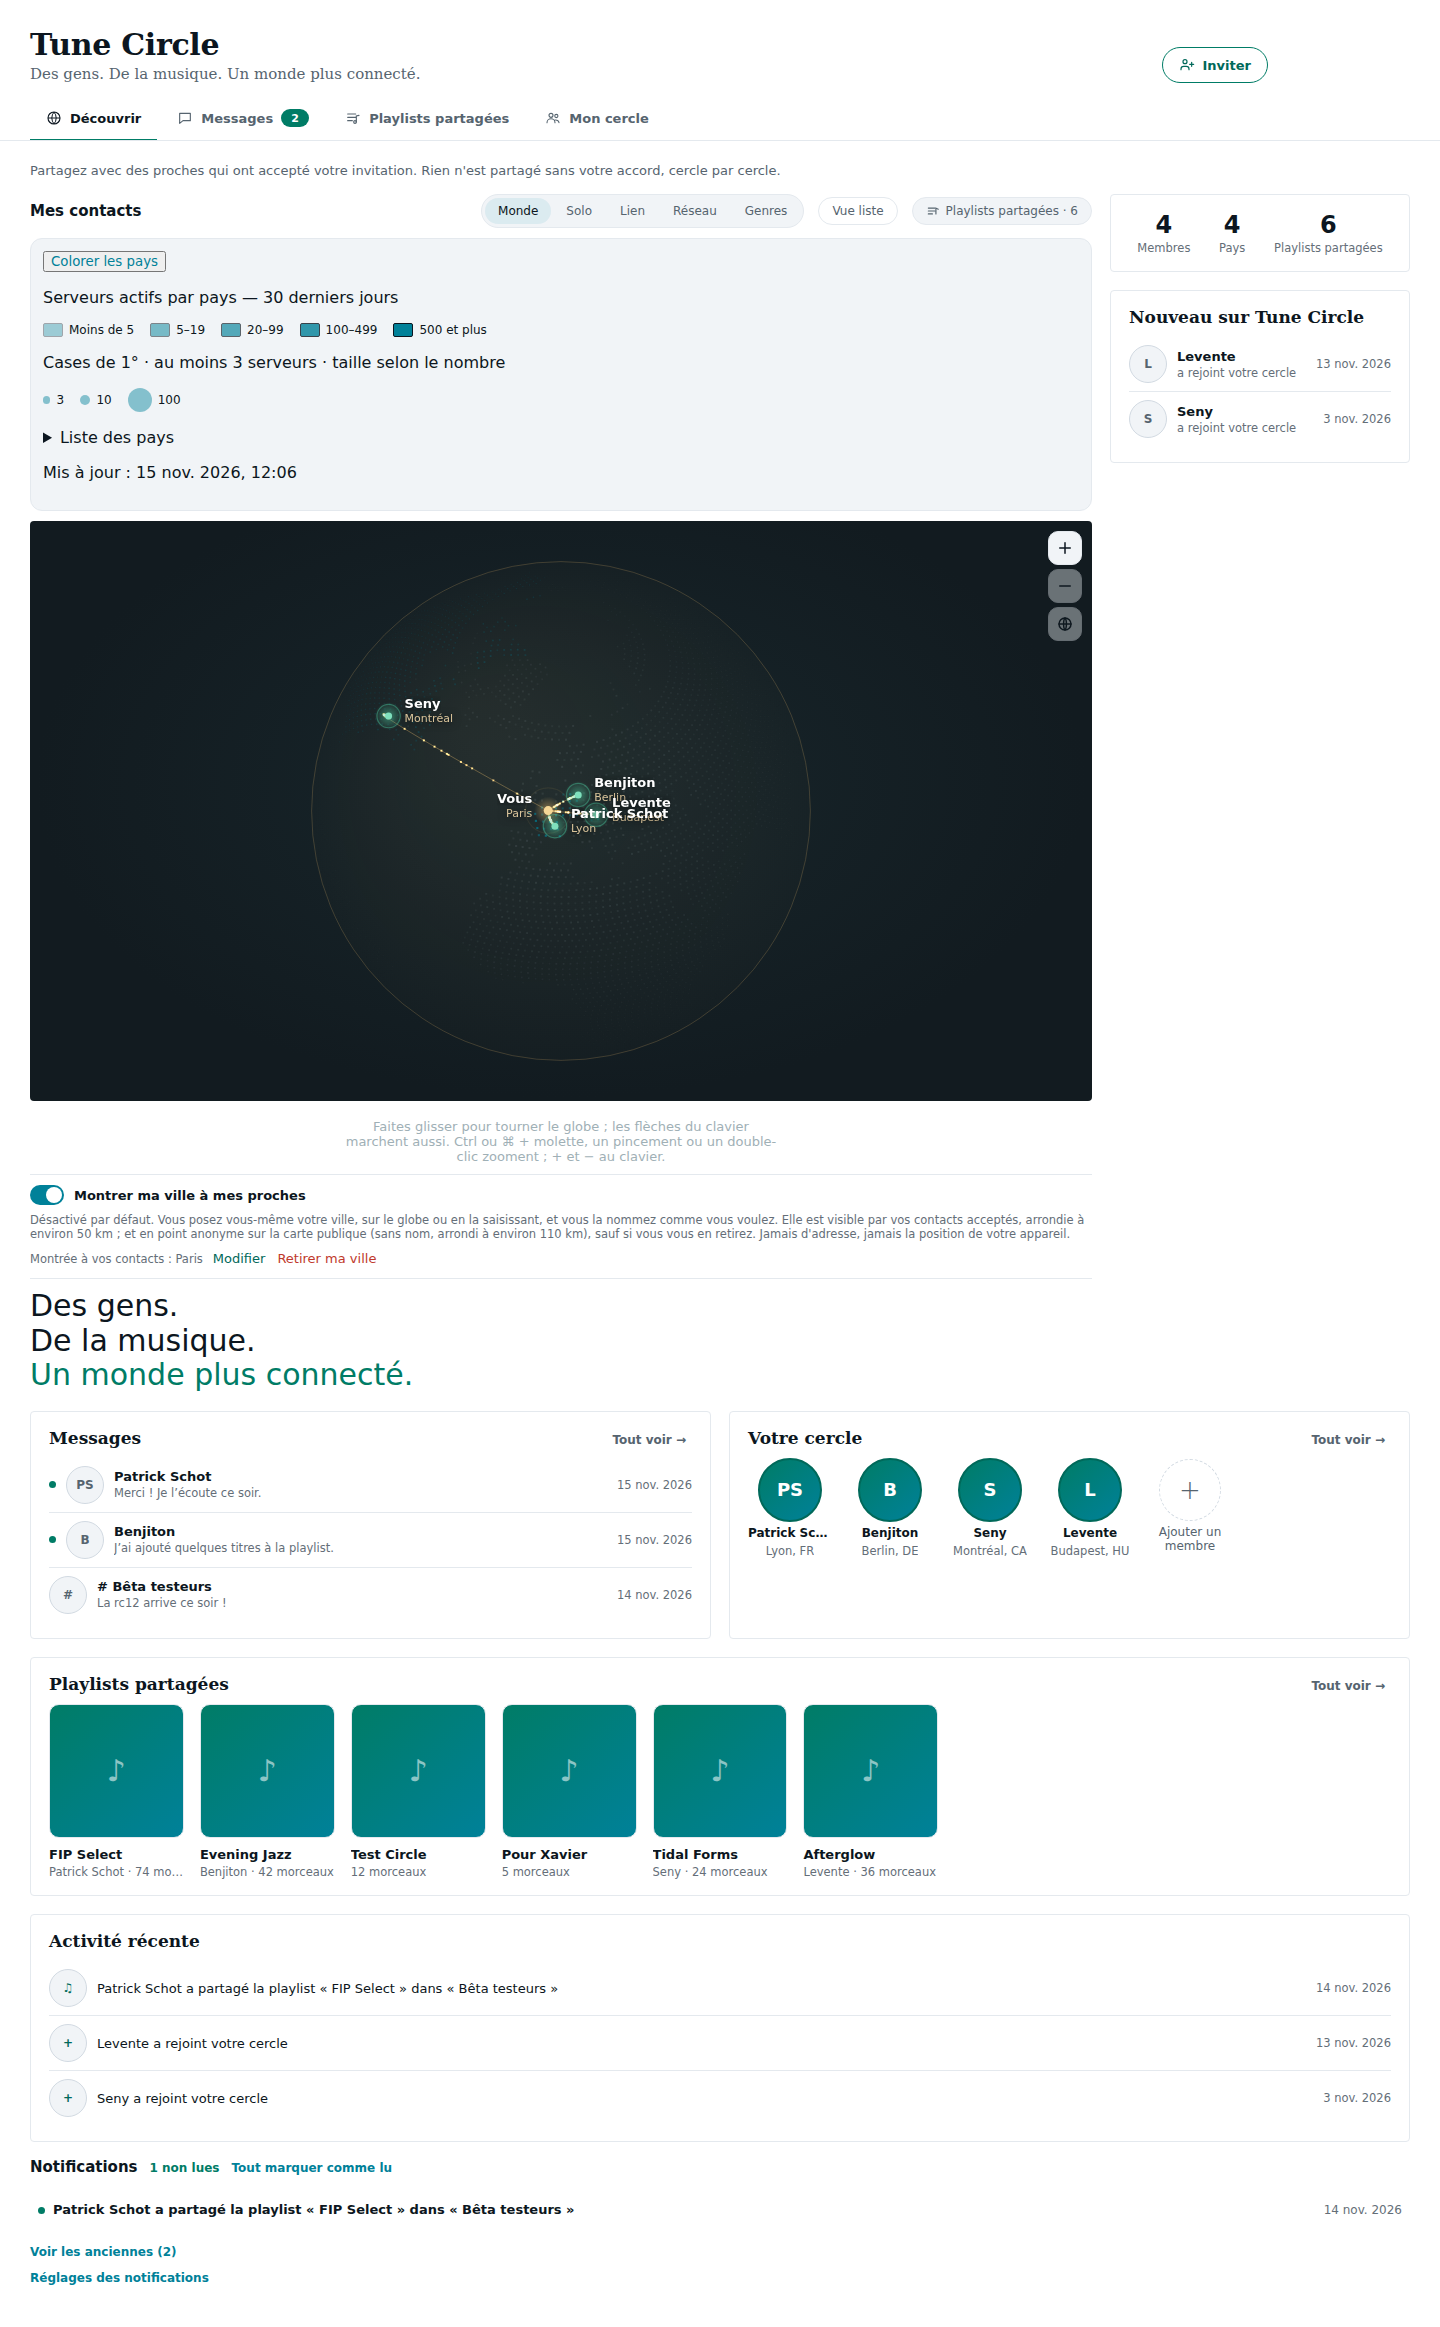 Tune Circle
Des gens. De la musique. Un monde plus connecté.
Inviter
Découvrir
Messages 2
Playlists partagées
Mon cercle
Partagez avec des proches qui ont accepté votre invitation. Rien n'est partagé sans votre accord, cercle par cercle.
Mes contacts
Monde
Solo
Lien
Réseau
Genres
Vue liste
Playlists partagées · 6
4
Membres
4
Pays
6
Playlists partagées
Colorer les pays
Serveurs actifs par pays — 30 derniers jours
Moins de 5
5–19
20–99
100–499
500 et plus
Cases de 1° · au moins 3 serveurs · taille selon le nombre
3
10
100
Liste des pays
Mis à jour : 15 nov. 2026, 12:06
Nouveau sur Tune Circle
L
Levente
a rejoint votre cercle
13 nov. 2026
S
Seny
a rejoint votre cercle
3 nov. 2026
+
−
Seny
Montréal
Vous
Paris
Benjiton
Berlin
Levente
Budapest
Patrick Schot
Lyon
Faites glisser pour tourner le globe ; les flèches du clavier
marchent aussi. Ctrl ou ⌘ + molette, un pincement ou un double-
clic zooment ; + et − au clavier.
Montrer ma ville à mes proches
Désactivé par défaut. Vous posez vous-même votre ville, sur le globe ou en la saisissant, et vous la nommez comme vous voulez. Elle est visible par vos contacts acceptés, arrondie à
environ 50 km ; et en point anonyme sur la carte publique (sans nom, arrondi à environ 110 km), sauf si vous vous en retirez. Jamais d'adresse, jamais la position de votre appareil.
Montrée à vos contacts : Paris Modifier Retirer ma ville
Des gens.
De la musique.
Un monde plus connecté.
Messages
Tout voir →
PS
Patrick Schot
Merci ! Je l’écoute ce soir.
15 nov. 2026
B
Benjiton
J’ai ajouté quelques titres à la playlist.
15 nov. 2026
#
# Bêta testeurs
La rc12 arrive ce soir !
14 nov. 2026
Votre cercle
Tout voir →
PS
Patrick Sc…
Lyon, FR
B
Benjiton
Berlin, DE
S
Seny
Montréal, CA
L
Levente
Budapest, HU
+
Ajouter un
membre
Playlists partagées
Tout voir →
♪
FIP Select
Patrick Schot · 74 mo…
♪
Evening Jazz
Benjiton · 42 morceaux
♪
Test Circle
12 morceaux
♪
Pour Xavier
5 morceaux
♪
Tidal Forms
Seny · 24 morceaux
♪
Afterglow
Levente · 36 morceaux
Activité récente
♫
Patrick Schot a partagé la playlist « FIP Select » dans « Bêta testeurs »
14 nov. 2026
+
Levente a rejoint votre cercle
13 nov. 2026
+
Seny a rejoint votre cercle
3 nov. 2026
Notifications 1 non lues Tout marquer comme lu
Patrick Schot a partagé la playlist « FIP Select » dans « Bêta testeurs »
14 nov. 2026
Voir les anciennes (2)
Réglages des notifications